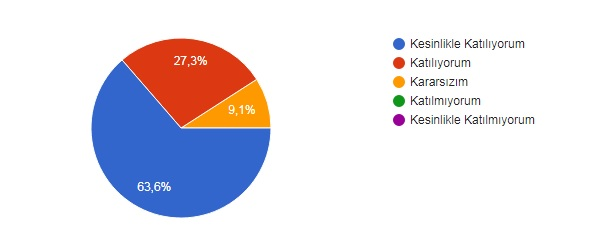 27,3%
9,1%
63,6%
Kesinlikle Katılıyorum
Katılıyorum
Kararsızım
Katılmıyorum
Kesinlikle Katılmıyorum